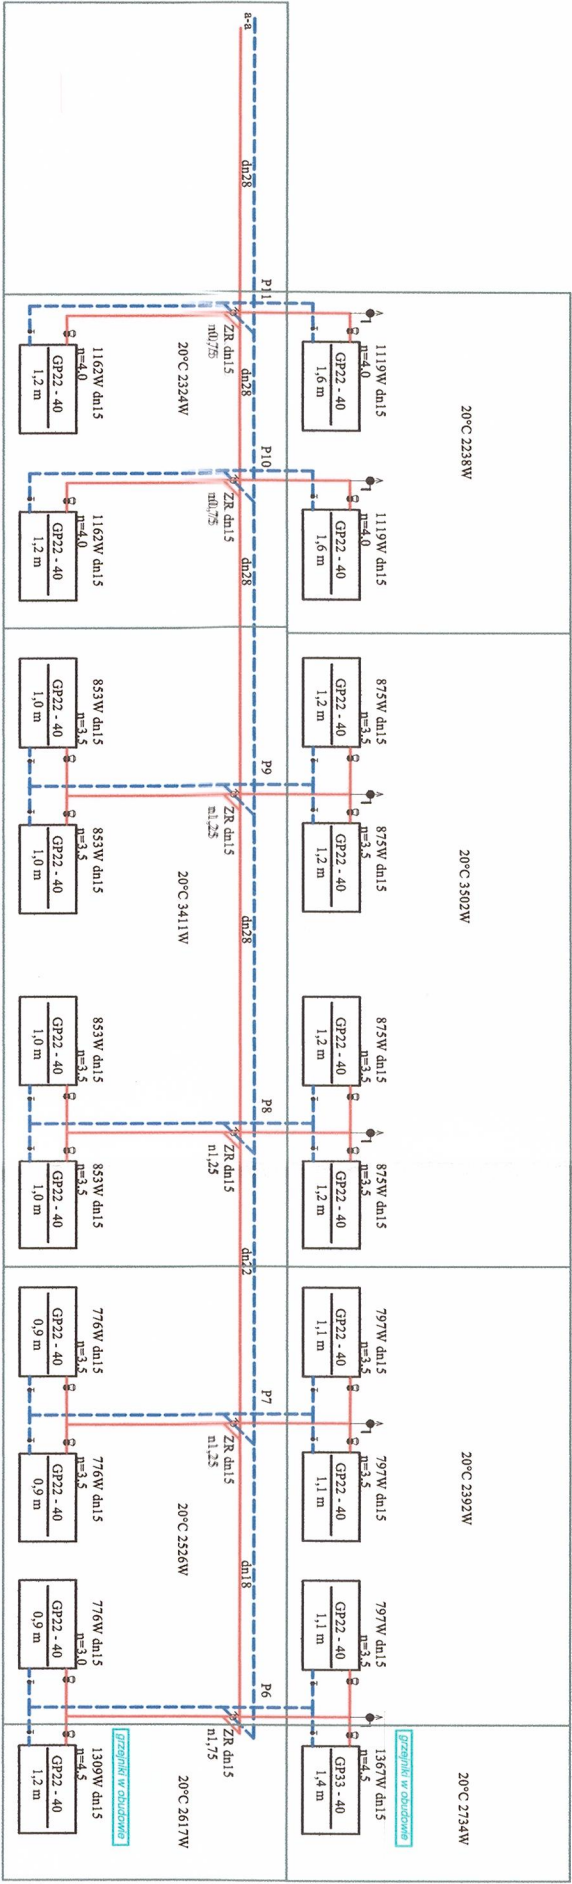 20°C 2238W
20°C 3502W
20°C 2392W
20°C 2734W
grzejniki w obudowie
1119W dn15
n=4,0
GP22 - 40
1,6 m
1119W dn15
n=4,0
GP22 - 40
1,6 m
875W dn15
n=3,5
GP22 - 40
1,2 m
875W dn15
n=3,5
GP22 - 40
1,2 m
875W dn15
n=3,5
GP22 - 40
1,2 m
875W dn15
n=3,5
GP22 - 40
1,2 m
797W dn15
n=3,5
GP22 - 40
1,1 m
797W dn15
n=3,5
GP22 - 40
1,1 m
797W dn15
n=3,5
GP22 - 40
1,1 m
1367W dn15
n=4,5
GP33 - 40
1,4 m
a-a
P11
P10
P9
P8
P7
P6
dn28
dn28
dn28
dn28
dn22
dn18
ZR dn15
ZR dn15
ZR dn15
n1,25
ZR dn15
n1,25
ZR dn15
n1,25
ZR dn15
n1,75
20°C 2324W
20°C 3411W
20°C 2526W
20°C 2617W
grzejniki w obudowie
1162W dn15
n=4,0
GP22 - 40
1,2 m
1162W dn15
n=4,0
GP22 - 40
1,2 m
853W dn15
n=3,5
GP22 - 40
1,0 m
853W dn15
n=3,5
GP22 - 40
1,0 m
853W dn15
n=3,5
GP22 - 40
1,0 m
853W dn15
n=3,5
GP22 - 40
1,0 m
776W dn15
n=3,5
GP22 - 40
0,9 m
776W dn15
n=3,5
GP22 - 40
0,9 m
776W dn15
n=3,0
GP22 - 40
0,9 m
1309W dn15
n=4,5
GP22 - 40
1,2 m